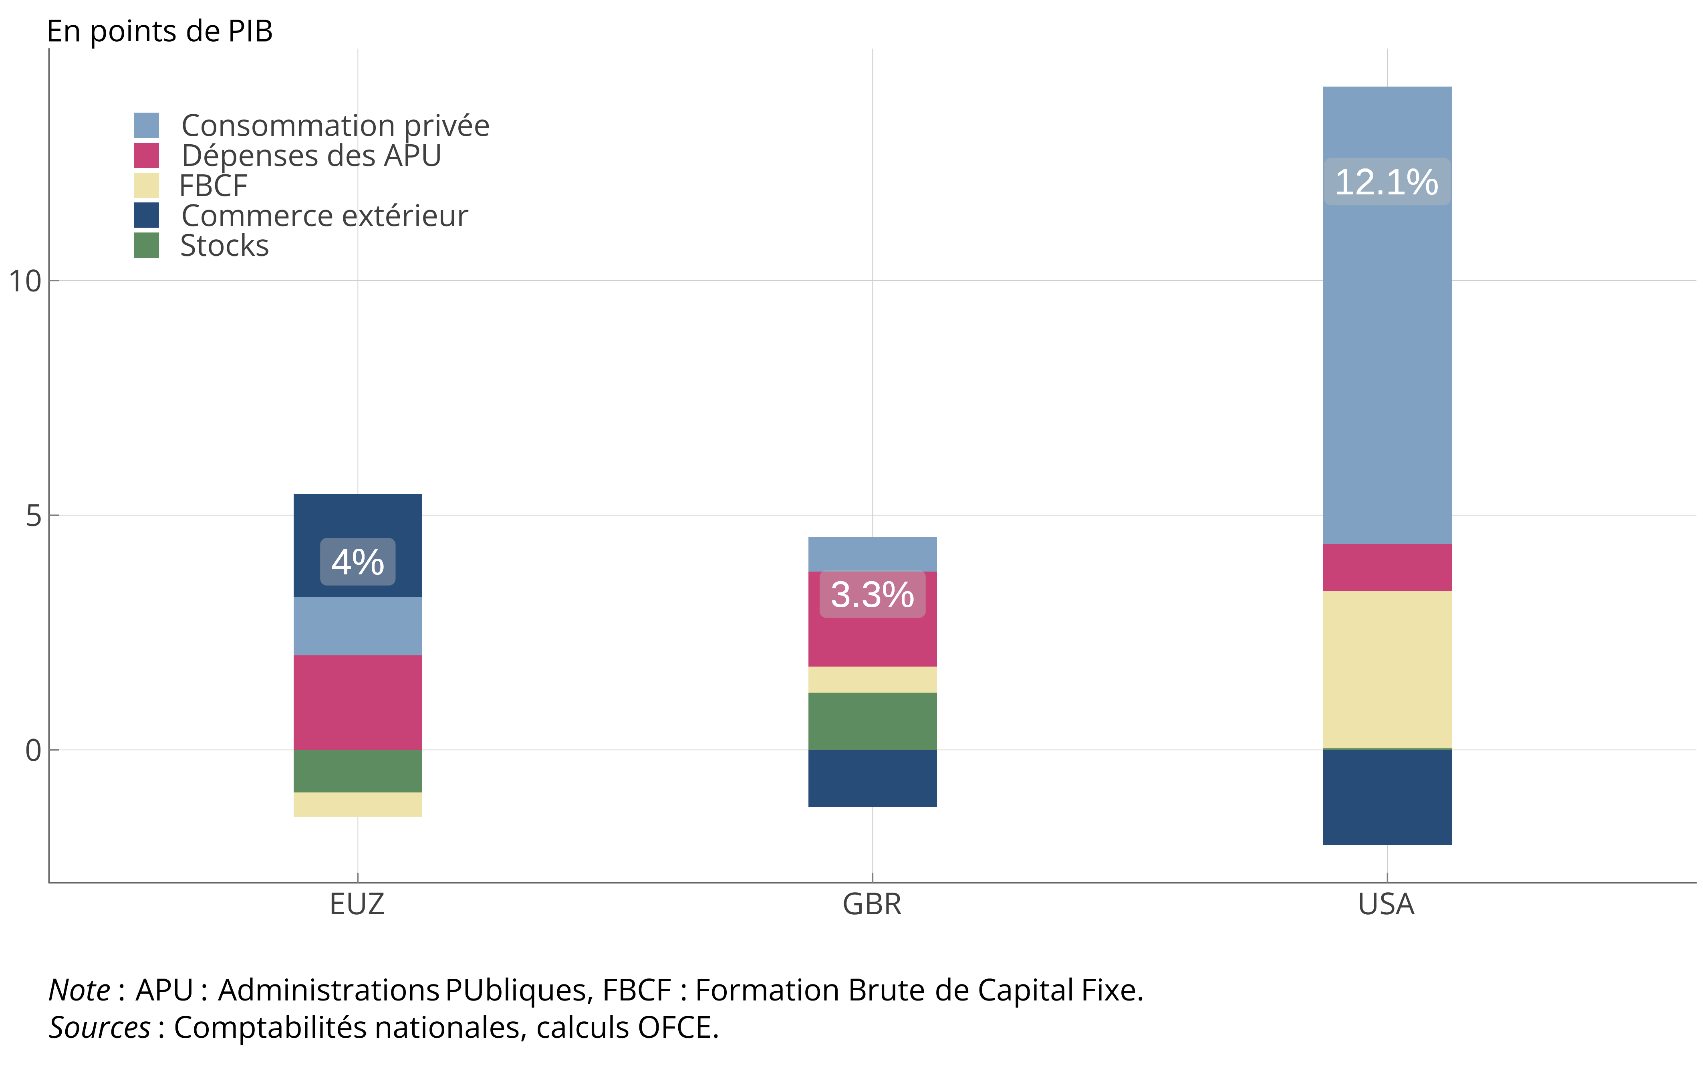 En points de PIB
Consommation privée
Dépenses des APU
FBCF
Commerce extérieur
Stocks
12.1%
10
5
4%
3.3%
0
EUZ GBR USA
Note : APU : Administrations PUbliques, FBCF : Formation Brute de Capital Fixe.
Sources : Comptabilités nationales, calculs OFCE.